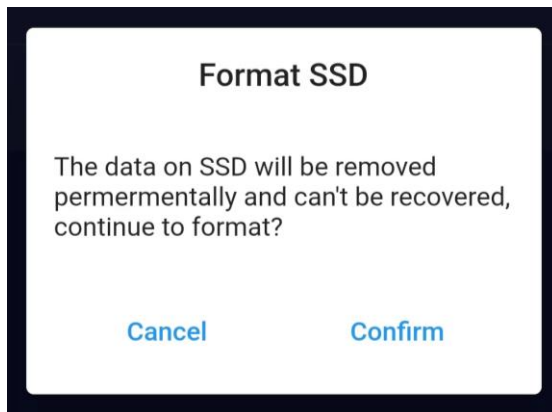 Format SSD
The data on SSD will be removed
permermentally and can't be recovered,
continue to format?
Cancel Confirm